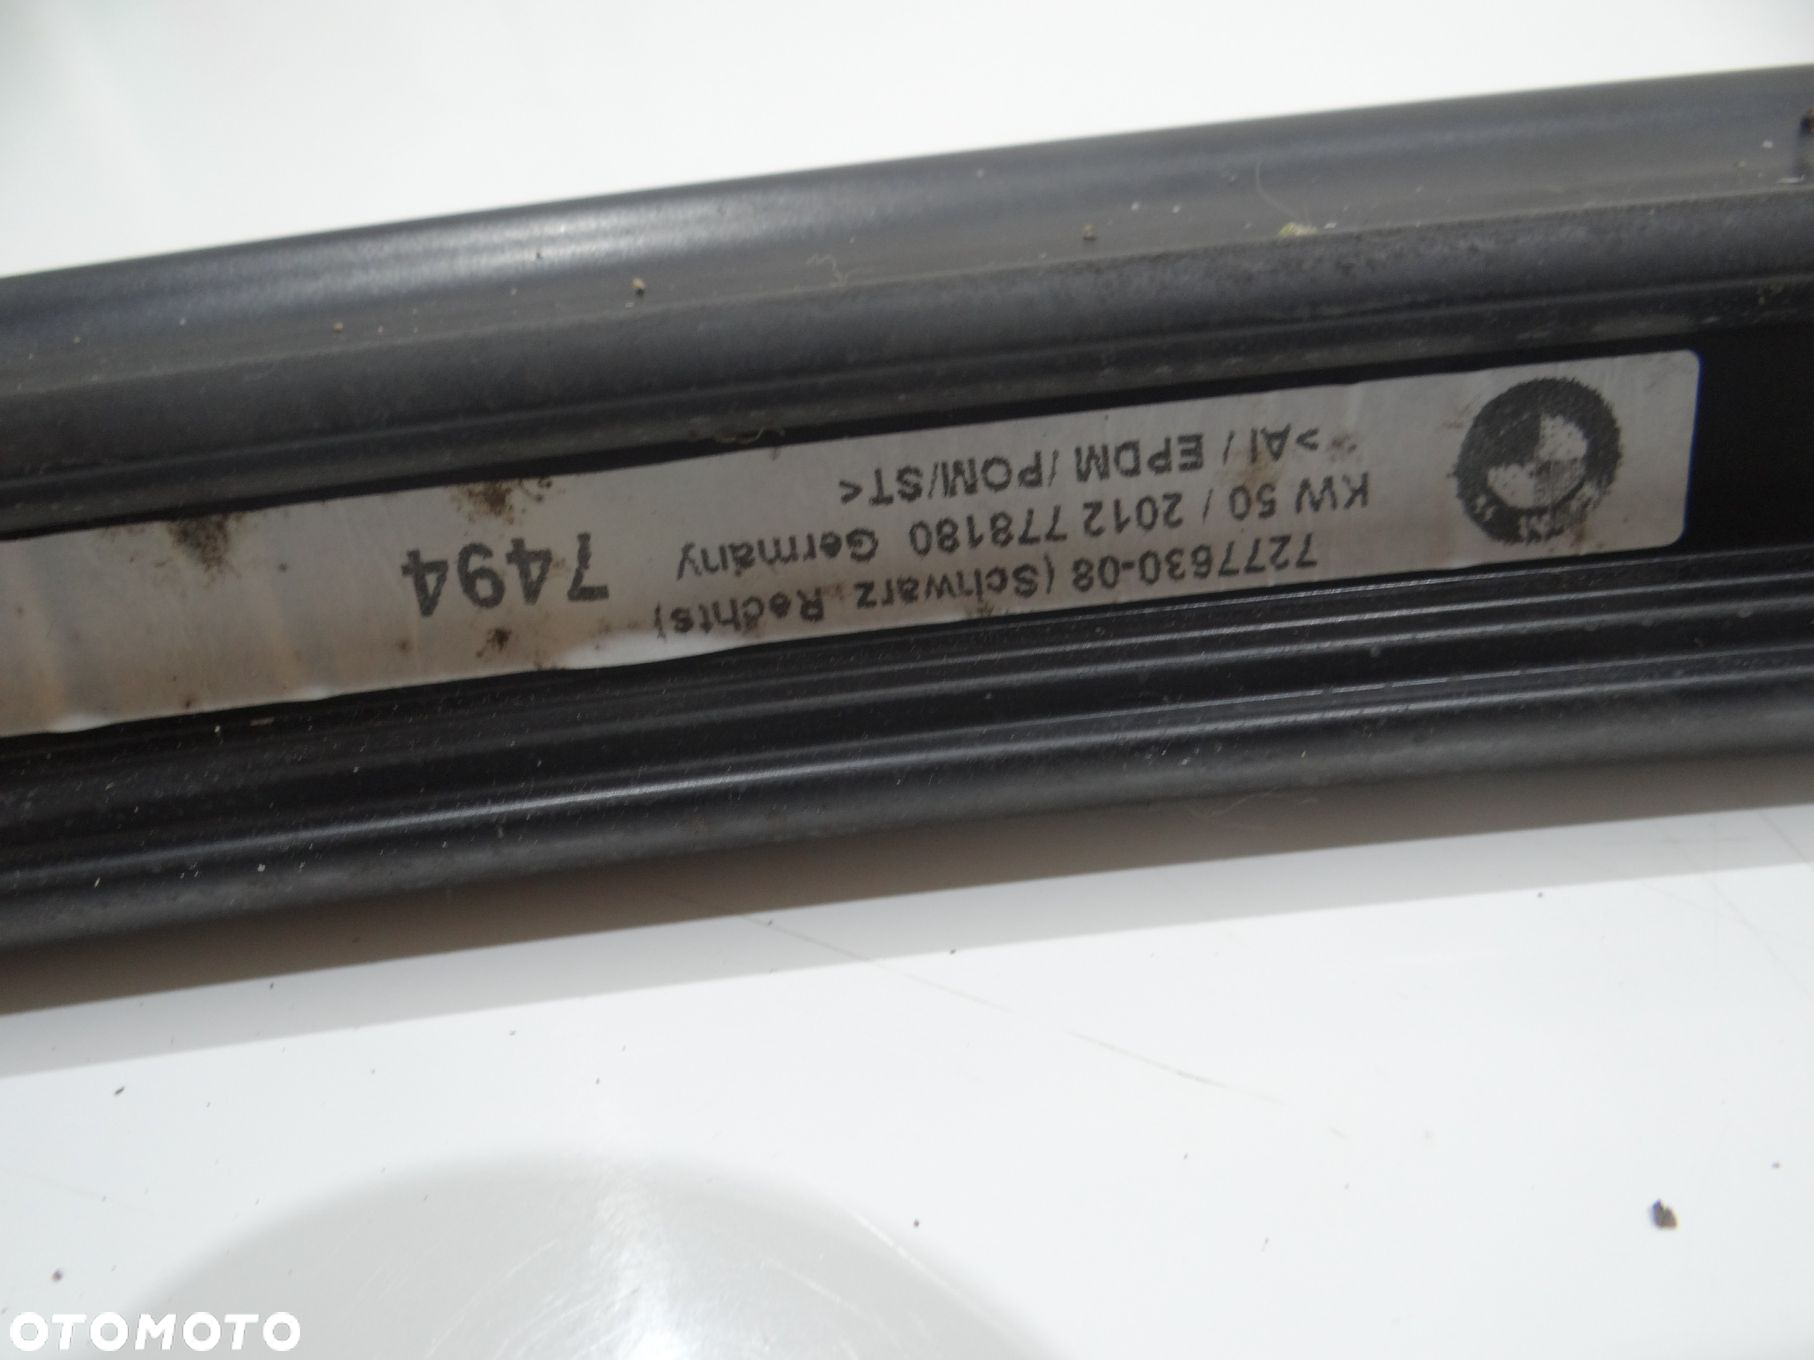 7277630-08 (Schwarz Rechts)
KW 50 / 2012 778180 Germany
>Al / EPDM / POM/ST<
7494
OTOMOTO